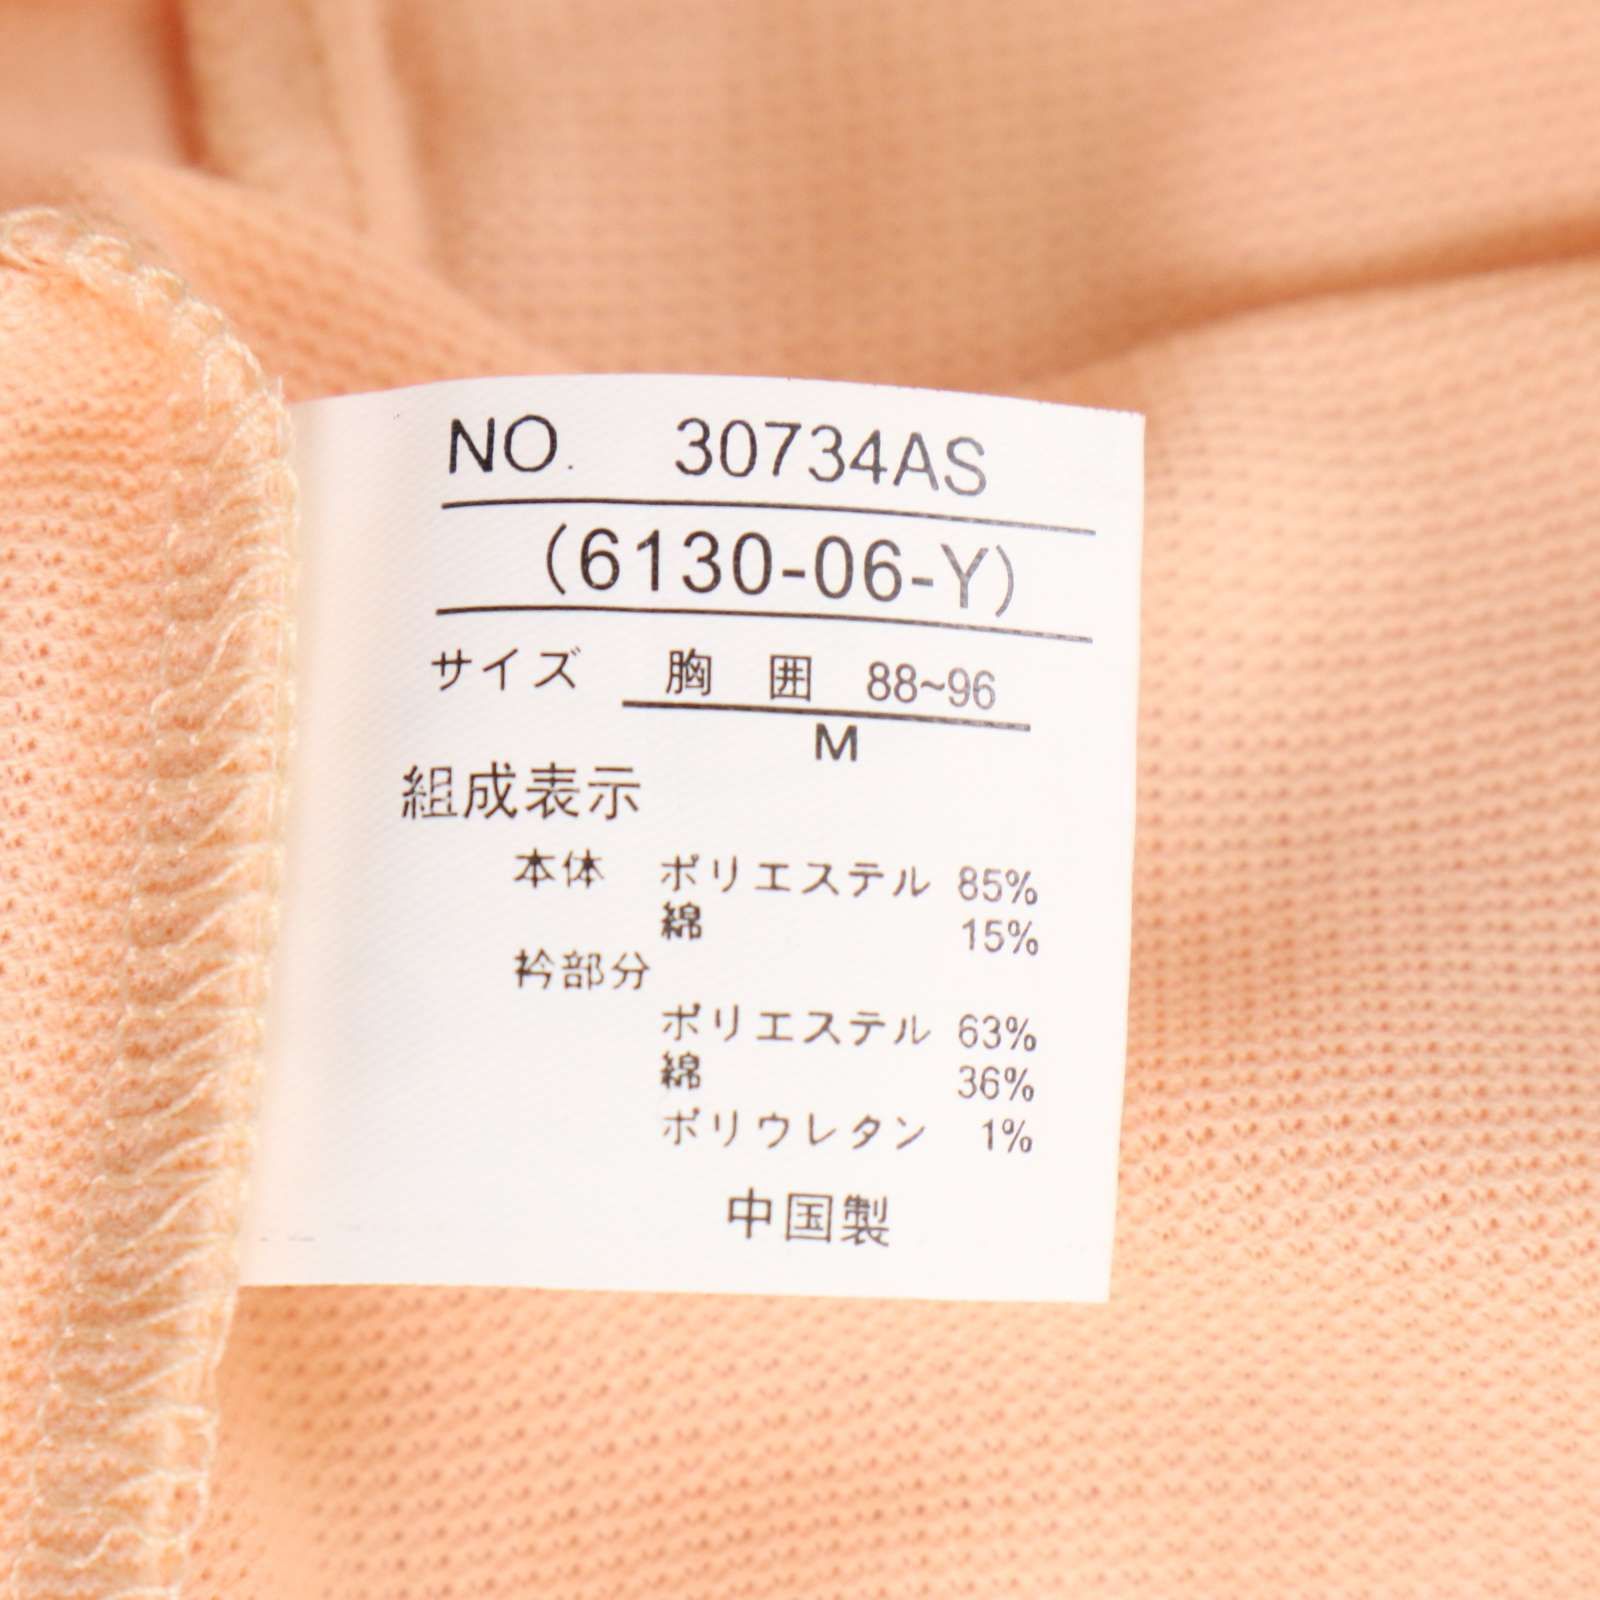 NO. 30734AS
(6130-06-Y)
サイズ 胸 囲 88~96
M
組成表示
本体 ポリエステル 85%
綿 15%
衿部分
ポリエステル 63%
綿 36%
ポリウレタン 1%
中国製